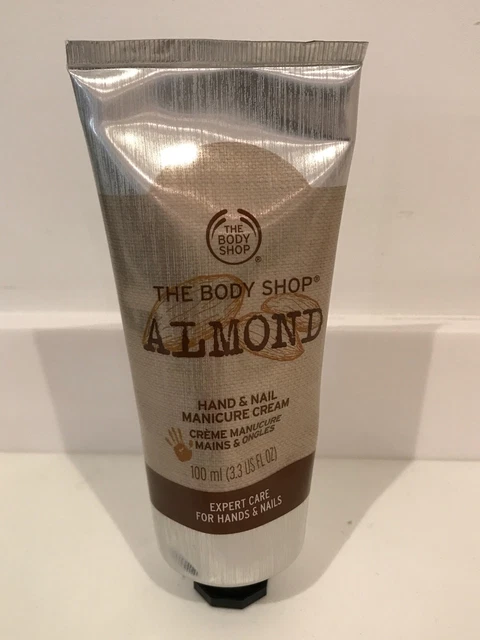 THE
BODY
SHOP
®
THE BODY SHOP®
ALMOND
HAND & NAIL
MANICURE CREAM
CRÈME MANUCURE
MAINS & ONGLES
100 ml (3.3 US FL OZ)
EXPERT CARE
FOR HANDS & NAILS